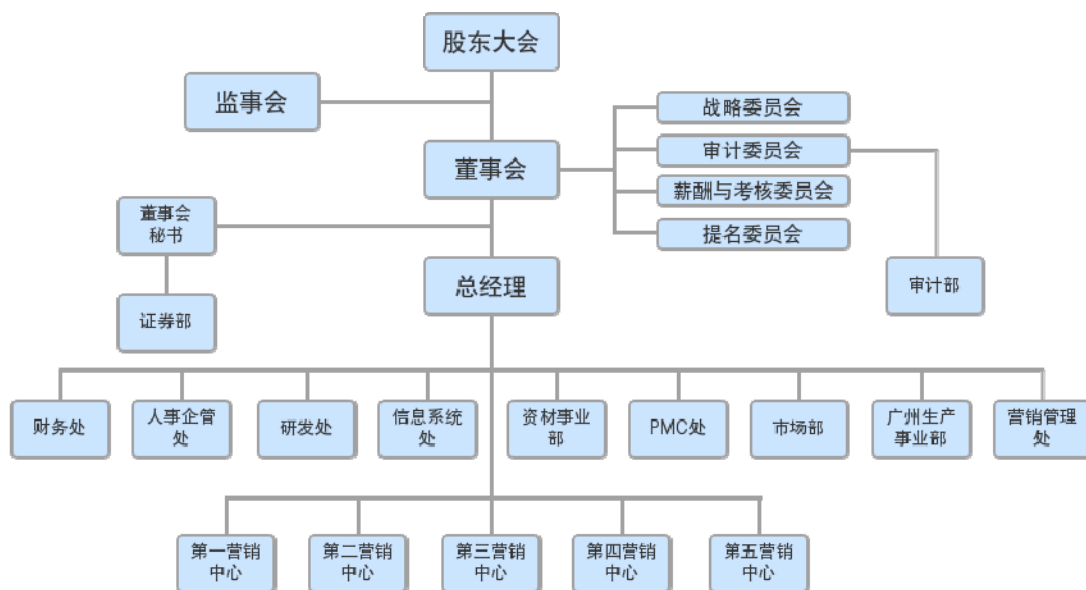 股东大会
监事会
战略委员会
审计委员会
董事会
薪酬与考核委员会
提名委员会
董事会
秘书
总经理
审计部
证券部
财务处
人事企管
处
研发处
信息系统
处
资材事业
部
PMC处
市场部
广州生产
事业部
营销管理
处
第一营销
中心
第二营销
中心
第三营销
中心
第四营销
中心
第五营销
中心